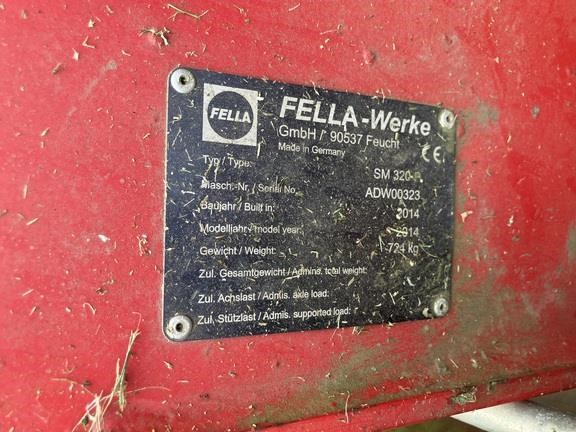 FELLA
FELLA-Werke
GmbH / 90537 Feucht
Made in Germany
CE
Typ / Type: SM 320
Masch.-Nr. / Serial No. ADW00323
Baujahr / Built in: 2014
Modelljahr / model year: 2014
Gewicht / Weight: 724 kg
Zul. Gesamtgewicht / Admiss. total weight:
Zul. Achslast / Admis. axle load:
Zul. Stützlast / Admis. supported load: